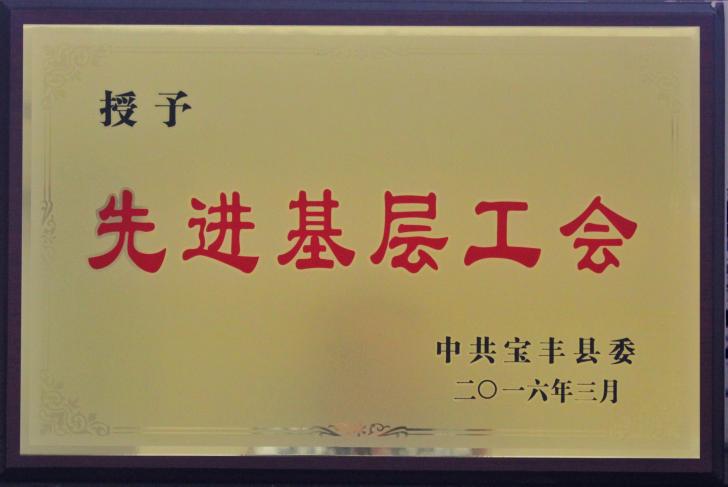 授予
先进基层工会
中共宝丰县委
二〇一六年三月